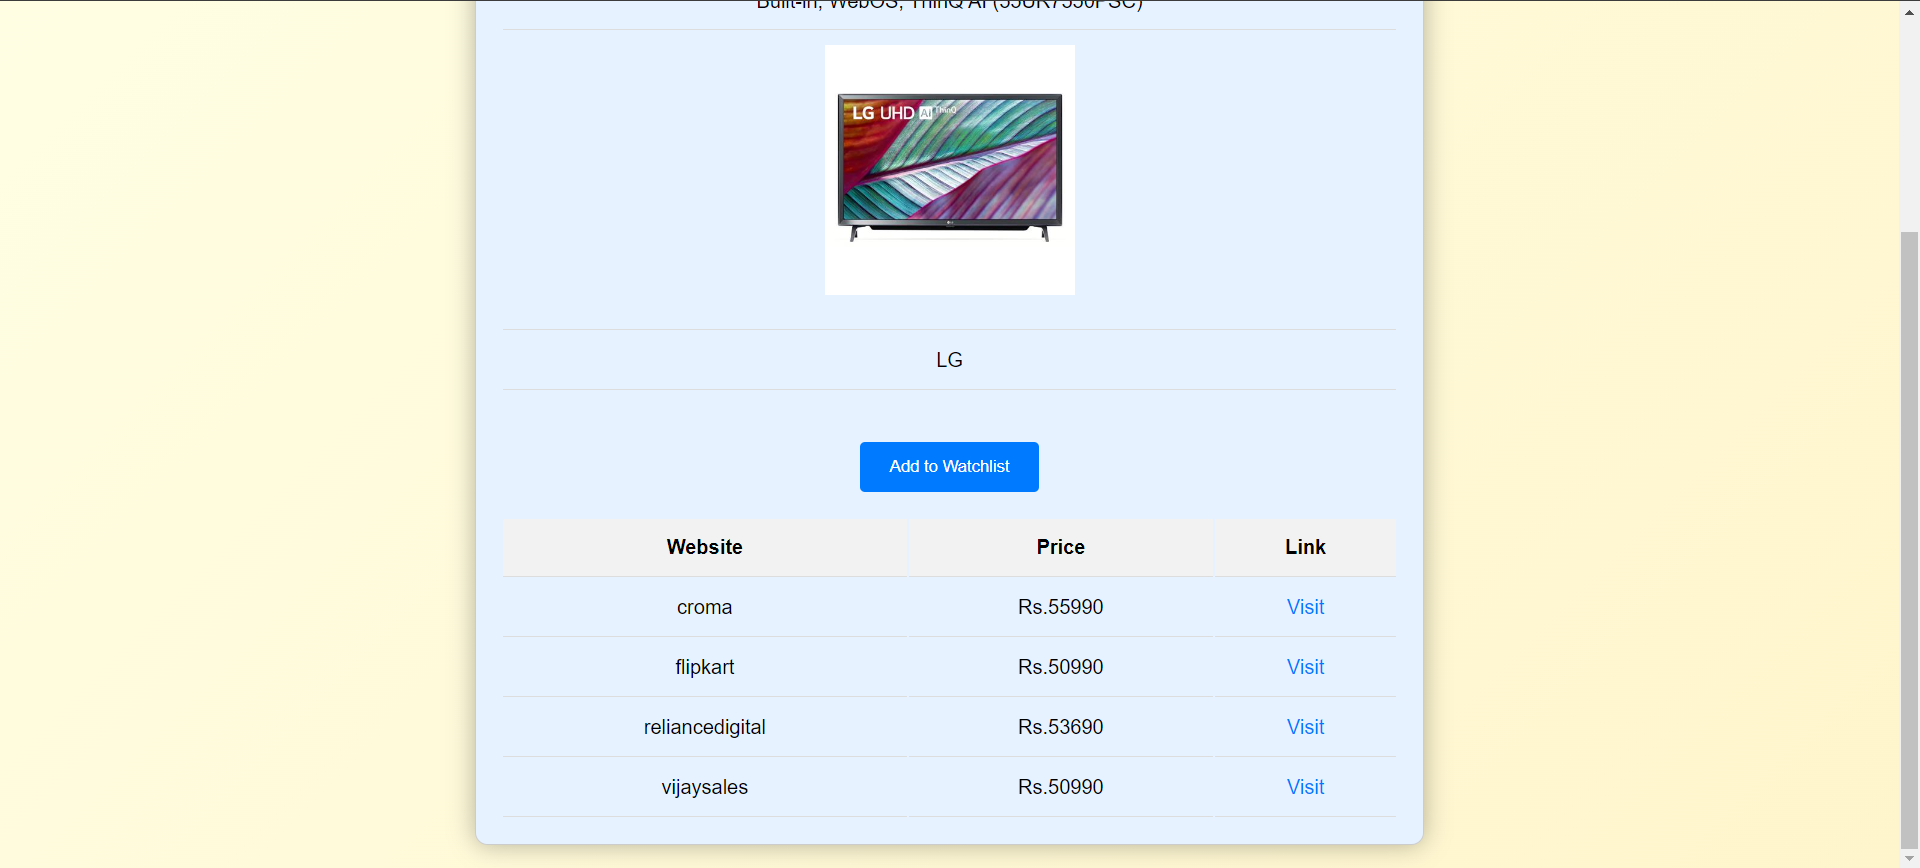 Built-in, WebOS, ThinQ AI (55UR7550PSC)
LG UHD AI ThinQ
LG
Add to Watchlist
Website Price Link
croma Rs.55990 Visit
flipkart Rs.50990 Visit
reliancedigital Rs.53690 Visit
vijaysales Rs.50990 Visit